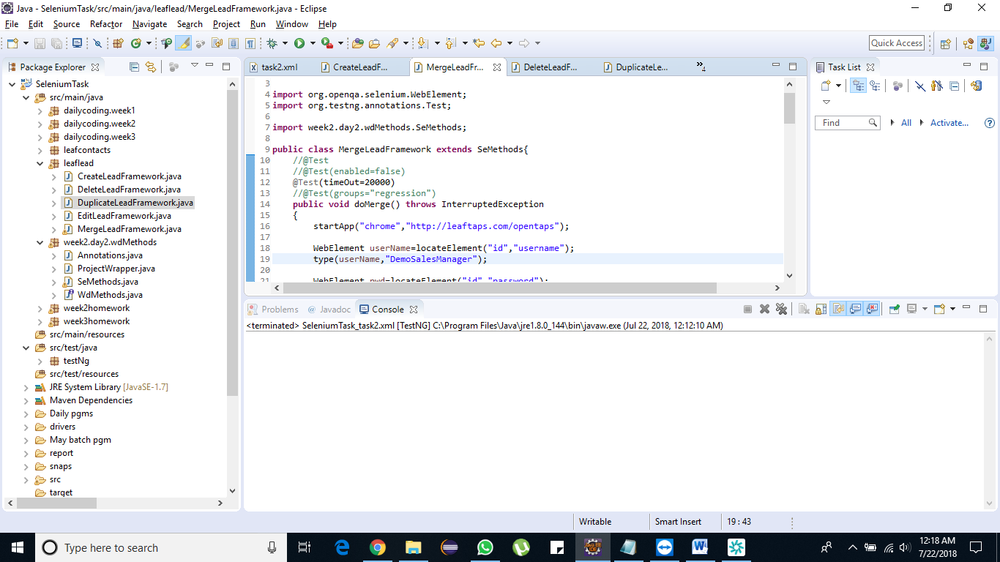 Java - SeleniumTask/src/main/java/leaflead/MergeLeadFramework.java - Eclipse
File Edit Source Refactor Navigate Search Project Run Window Help
Quick Access
Package Explorer
SeleniumTask
src/main/java
dailycoding.week1
dailycoding.week2
dailycoding.week3
leafcontacts
leaflead
CreateLeadFramework.java
DeleteLeadFramework.java
DuplicateLeadFramework.java
EditLeadFramework.java
MergeLeadFramework.java
week2.day2.wdMethods
Annotations.java
ProjectWrapper.java
SeMethods.java
WdMethods.java
week2homework
week3homework
src/main/resources
src/test/java
testNg
src/test/resources
JRE System Library [JavaSE-1.7]
Maven Dependencies
Daily pgms
drivers
May batch pgm
report
snaps
src
target
task2.xml CreateLeadF... MergeLeadFr... DeleteLeadF... DuplicateLe... »4
3
4 import org.openqa.selenium.WebElement;
5 import org.testng.annotations.Test;
6
7 import week2.day2.wdMethods.SeMethods;
8
9 public class MergeLeadFramework extends SeMethods{
10 //@Test
11 //@Test(enabled=false)
12 @Test(timeOut=20000)
13 //@Test(groups="regression")
14 public void doMerge() throws InterruptedException
15 {
16 startApp("chrome","http://leaftaps.com/opentaps");
17
18 WebElement userName=locateElement("id","username");
19 type(userName,"DemoSalesManager");
20
21 WebElement pwd=locateElement("id","password");
Task List
Find All Activate...
Problems @ Javadoc Console
<terminated> SeleniumTask_task2.xml [TestNG] C:\Program Files\Java\jre1.8.0_144\bin\javaw.exe (Jul 22, 2018, 12:12:10 AM)
Writable Smart Insert 19 : 43
Type here to search
12:18 AM
7/22/2018